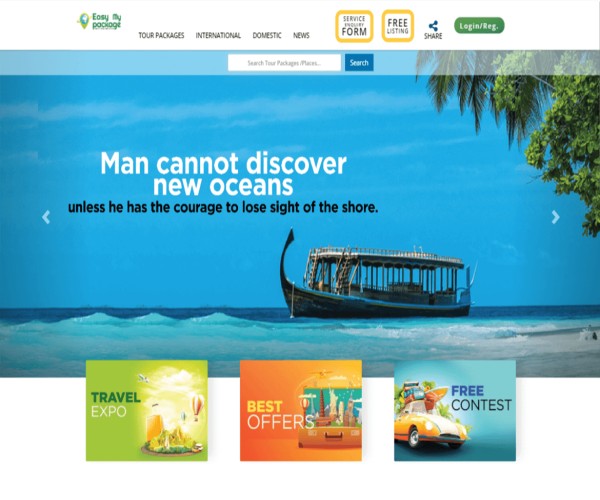 Easy My
package
TOUR PACKAGES
INTERNATIONAL
DOMESTIC
NEWS
SERVICE
ENQUIRY
FORM
FREE
LISTING
SHARE
Login/Reg.
Search Tour Packages /Places...
Search
Man cannot discover
new oceans
unless he has the courage to lose sight of the shore.
TRAVEL
EXPO
BEST
OFFERS
FREE
CONTEST